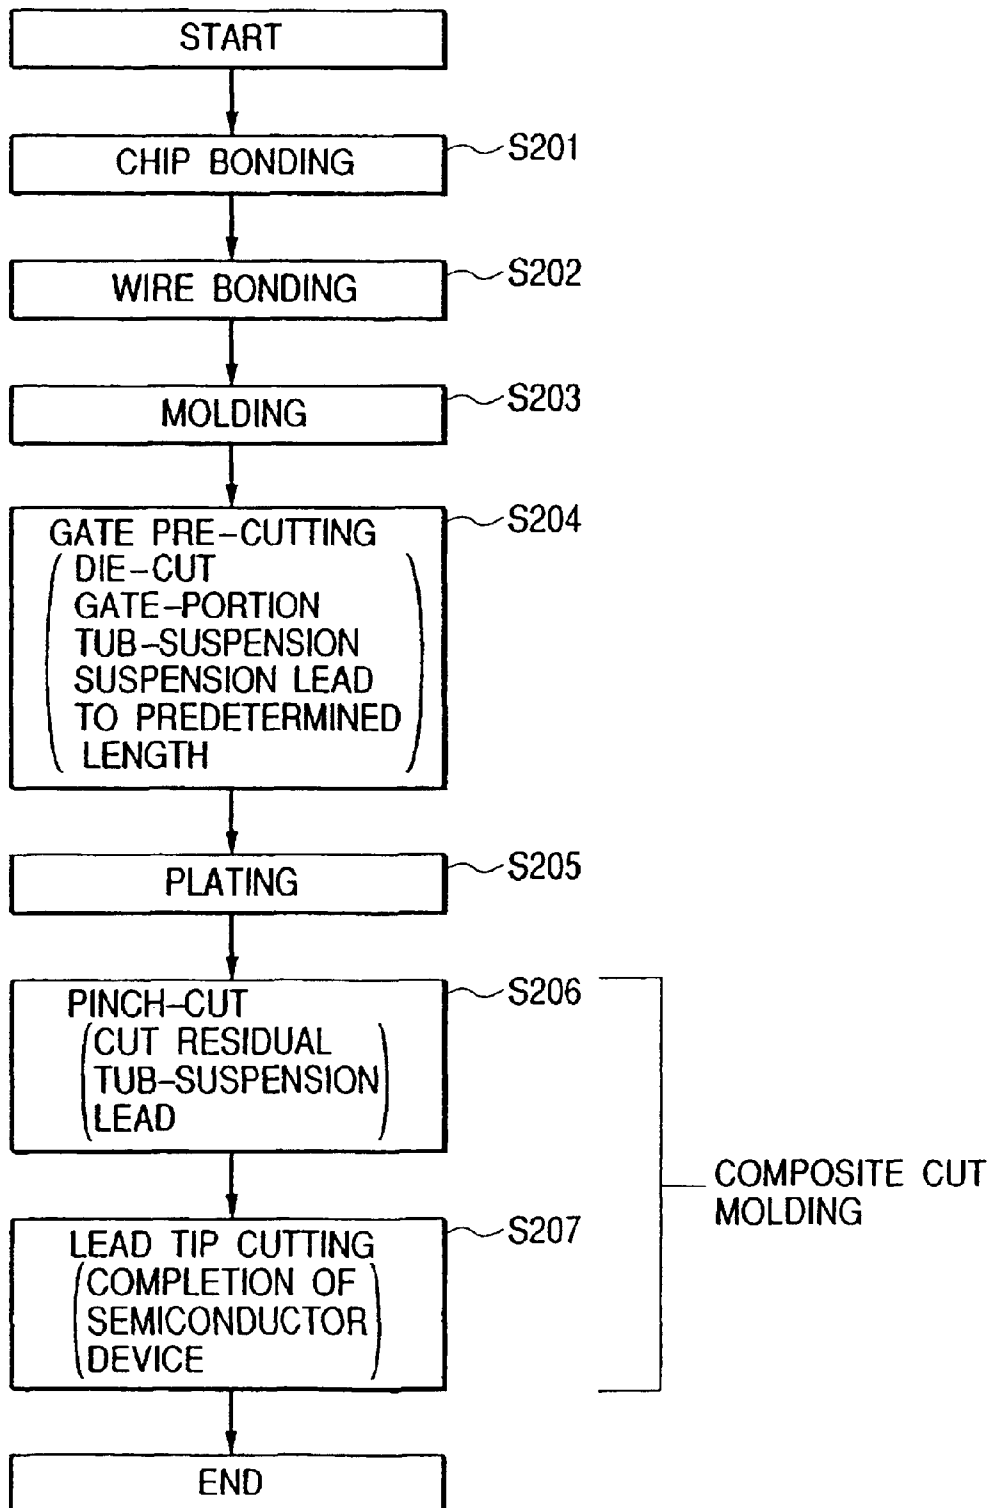 START
CHIP BONDING
S201
WIRE BONDING
S202
MOLDING
S203
GATE PRE-CUTTING
S204
( DIE-CUT
GATE-PORTION
TUB-SUSPENSION
SUSPENSION LEAD
TO PREDETERMINED
LENGTH )
PLATING
S205
PINCH-CUT
S206
( CUT RESIDUAL
TUB-SUSPENSION
LEAD )
LEAD TIP CUTTING
S207
( COMPLETION OF
SEMICONDUCTOR
DEVICE )
COMPOSITE CUT
MOLDING
END